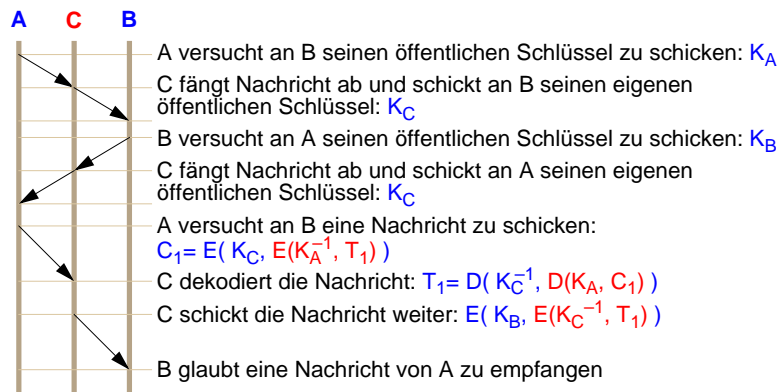 A C B
A versucht an B seinen öffentlichen Schlüssel zu schicken: K_A
C fängt Nachricht ab und schickt an B seinen eigenen
öffentlichen Schlüssel: K_C
B versucht an A seinen öffentlichen Schlüssel zu schicken: K_B
C fängt Nachricht ab und schickt an A seinen eigenen
öffentlichen Schlüssel: K_C
A versucht an B eine Nachricht zu schicken:
C_1= E( K_C, E(K_A^–1, T_1) )
C dekodiert die Nachricht: T_1= D( K_C^–1, D(K_A, C_1) )
C schickt die Nachricht weiter: E( K_B, E(K_C^–1, T_1) )
B glaubt eine Nachricht von A zu empfangen